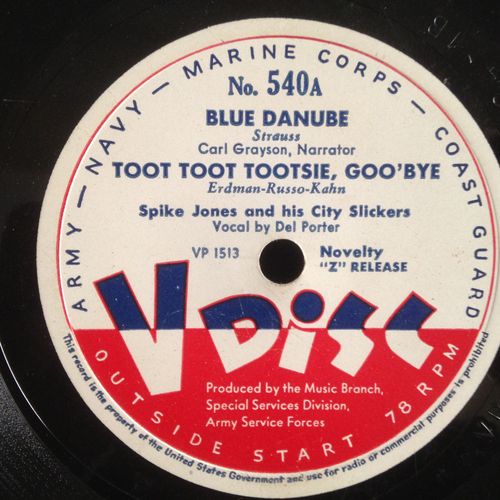 ARMY — NAVY — MARINE CORPS — COAST GUARD
No. 540A
BLUE DANUBE
Strauss
Carl Grayson, Narrator
TOOT TOOT TOOTSIE, GOO'BYE
Erdman-Russo-Kahn
Spike Jones and his City Slickers
Vocal by Del Porter
VP 1513
Novelty
"Z" RELEASE
V DISC
Produced by the Music Branch,
Special Services Division,
Army Service Forces
OUTSIDE START 78 RPM
This record is the property of the United States Government and use for radio or commercial purposes is prohibited